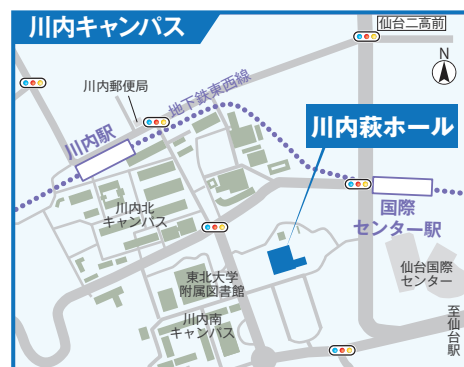 川内キャンパス
仙台二高前
N
川内郵便局
地下鉄東西線
川内駅
川内萩ホール
川内北
キャンパス
国際
センター駅
仙台国際
センター
東北大学
附属図書館
川内南
キャンパス
至仙台駅